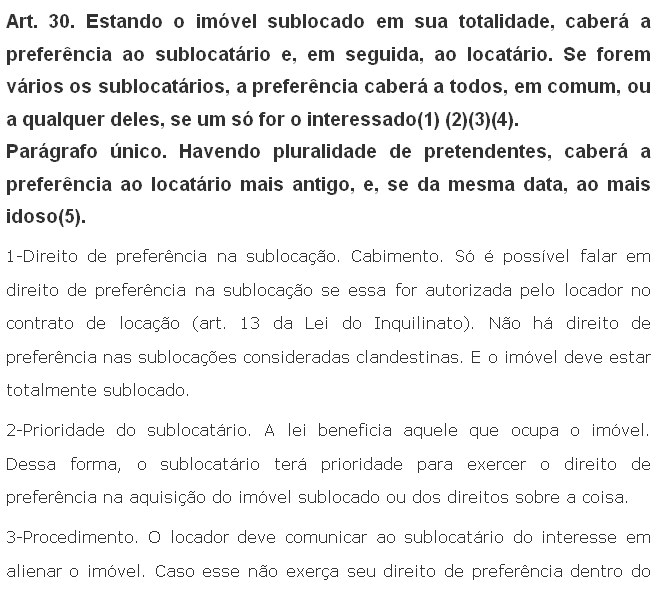 Art. 30. Estando o imóvel sublocado em sua totalidade, caberá a
preferência ao sublocatário e, em seguida, ao locatário. Se forem
vários os sublocatários, a preferência caberá a todos, em comum, ou
a qualquer deles, se um só for o interessado(1) (2)(3)(4).
Parágrafo único. Havendo pluralidade de pretendentes, caberá a
preferência ao locatário mais antigo, e, se da mesma data, ao mais
idoso(5).
1-Direito de preferência na sublocação. Cabimento. Só é possível falar em
direito de preferência na sublocação se essa for autorizada pelo locador no
contrato de locação (art. 13 da Lei do Inquilinato). Não há direito de
preferência nas sublocações consideradas clandestinas. E o imóvel deve estar
totalmente sublocado.
2-Prioridade do sublocatário. A lei beneficia aquele que ocupa o imóvel.
Dessa forma, o sublocatário terá prioridade para exercer o direito de
preferência na aquisição do imóvel sublocado ou dos direitos sobre a coisa.
3-Procedimento. O locador deve comunicar ao sublocatário do interesse em
alienar o imóvel. Caso esse não exerça seu direito de preferência dentro do